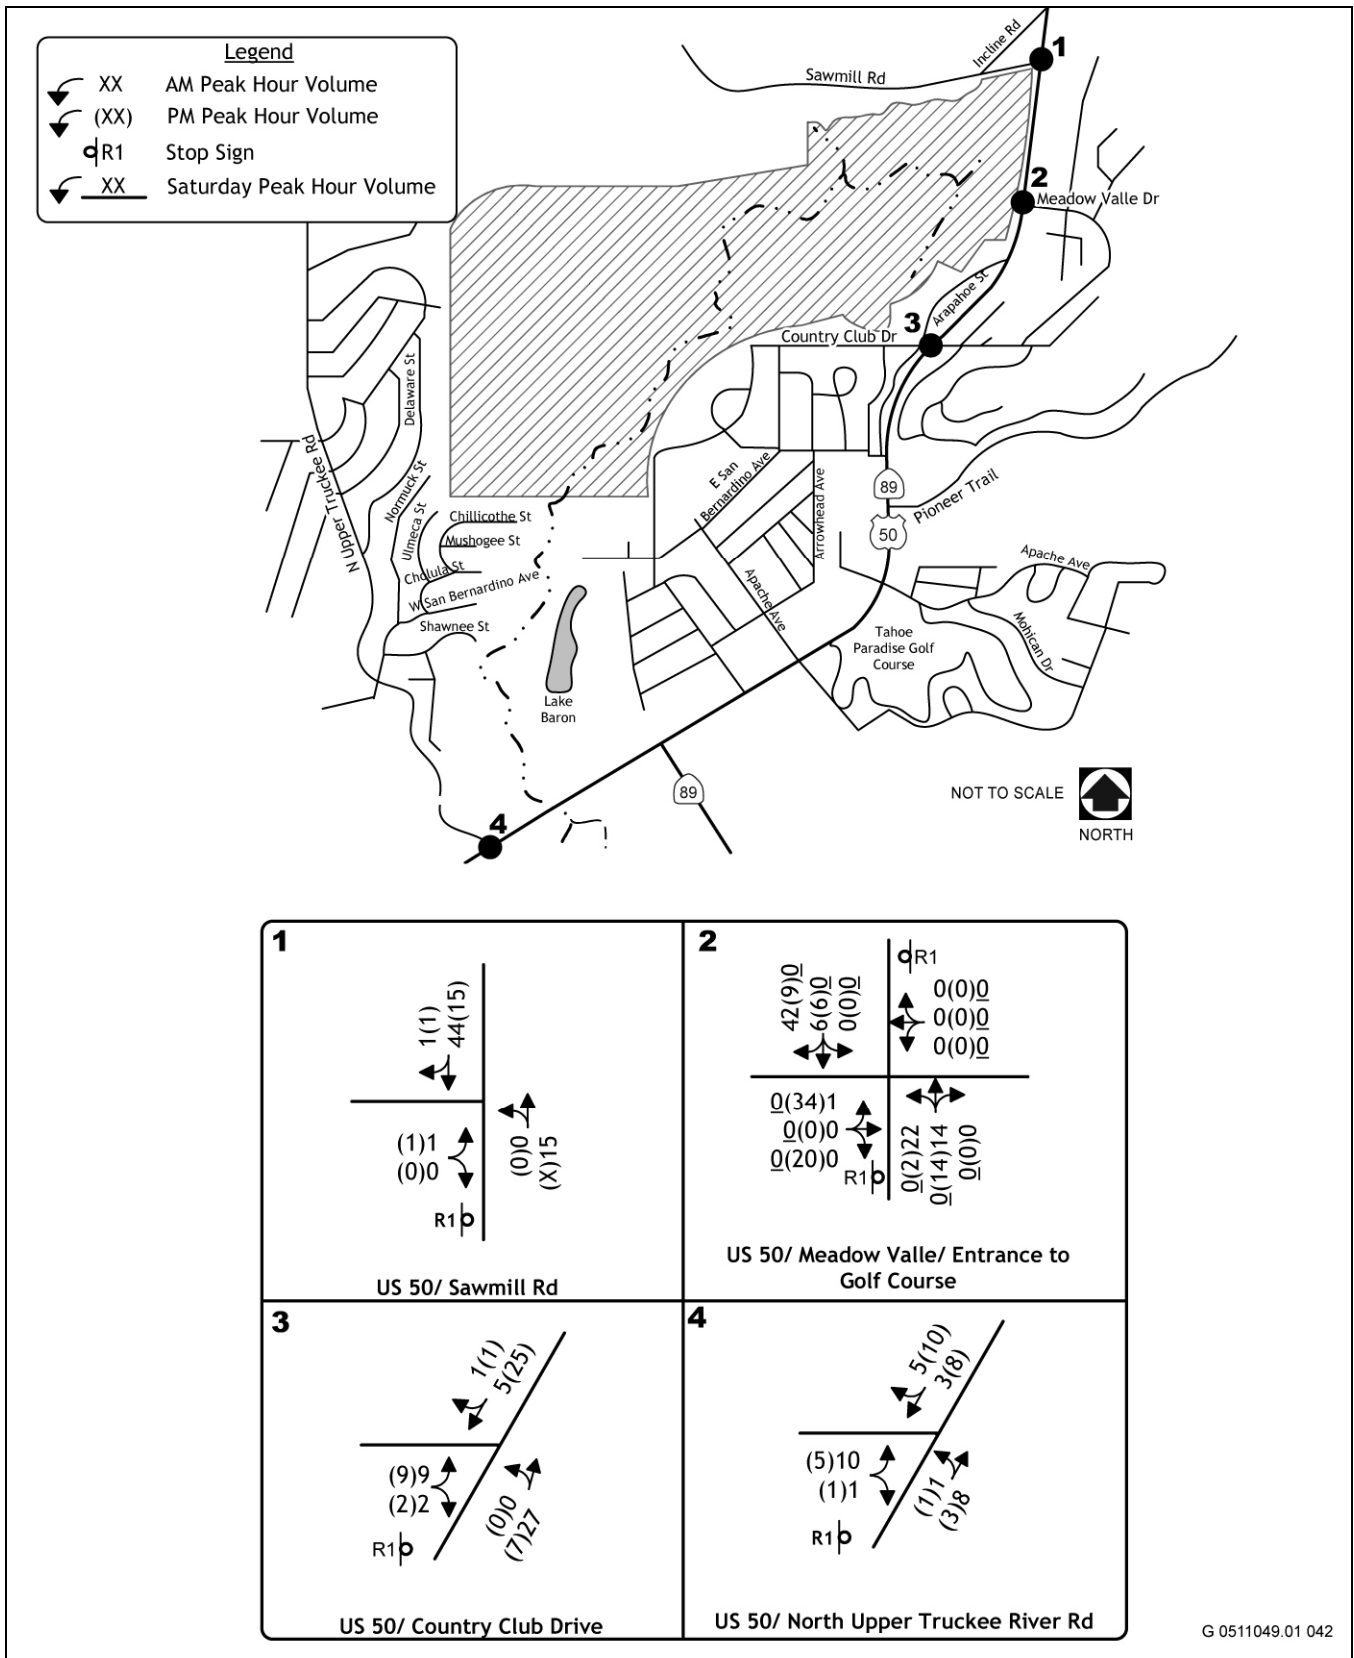 Legend
XX AM Peak Hour Volume
(XX) PM Peak Hour Volume
R1 Stop Sign
XX Saturday Peak Hour Volume
Incline Rd
1
Sawmill Rd
2
Meadow Valle Dr
Arapahoe St
3
Country Club Dr
Delaware St
N Upper Truckee Rd
Normuck St
Ulmeca St
Chillicothe St
Mushogee St
Cholula St
W San Bernardino Ave
Shawnee St
E San
Bernardino Ave
Arrowhead Ave
Apache Ave
89
Pioneer Trail
50
Apache Ave
Mohican Dr
Tahoe
Paradise Golf
Course
Lake
Baron
89
4
NOT TO SCALE
NORTH
1
1(1)
44(15)
(1)1
(0)0
(0)0
(X)15
R1
US 50/ Sawmill Rd
2
R1
42(9)0
6(6)0
0(0)0
0(0)0
0(0)0
0(0)0
0(34)1
0(0)0
0(20)0
R1
0(2)22
0(14)14
0(0)0
US 50/ Meadow Valle/ Entrance to
Golf Course
3
1(1)
5(25)
(9)9
(2)2
(0)0
(7)27
R1
US 50/ Country Club Drive
4
5(10)
3(8)
(5)10
(1)1
(1)1
(3)8
R1
US 50/ North Upper Truckee River Rd
G 0511049.01 042